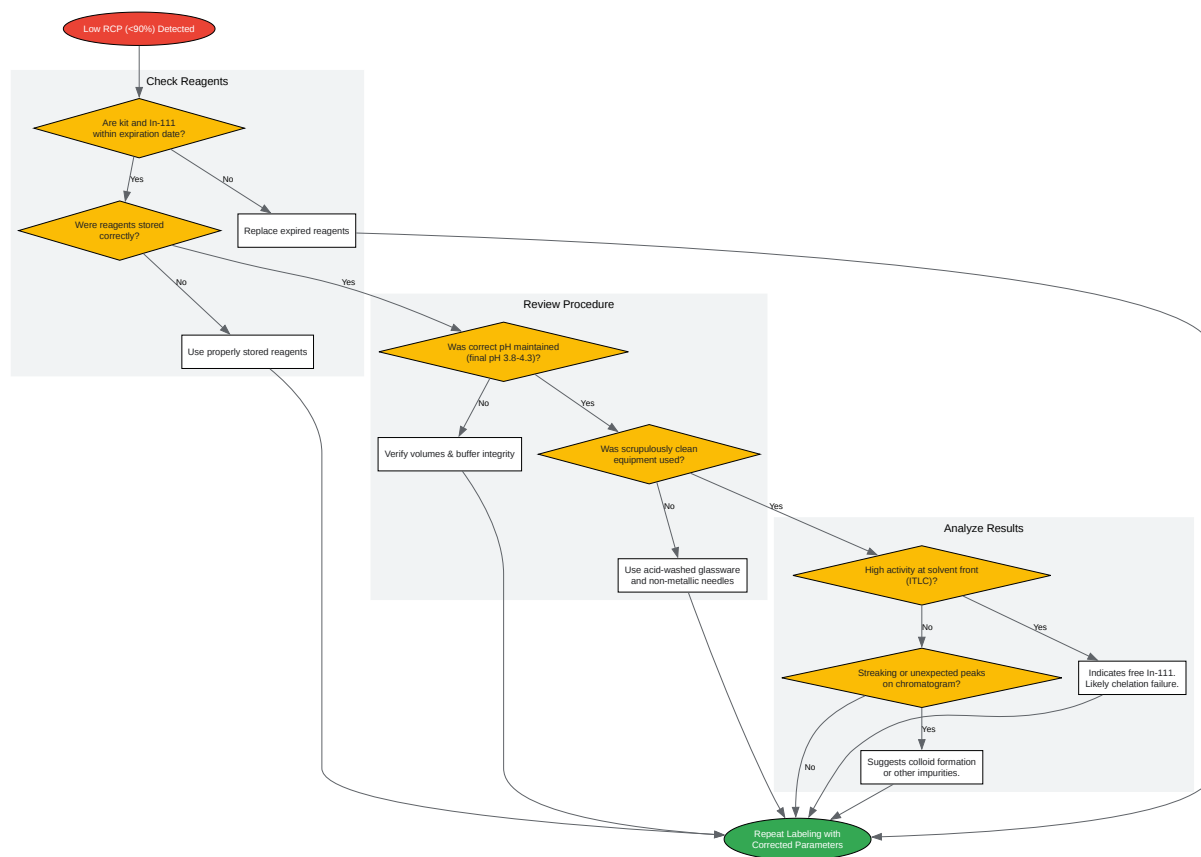 Low RCP (<90%) Detected
Check Reagents
Are kit and In-111
within expiration date?
Yes
No
Were reagents stored
correctly?
Replace expired reagents
No
Yes
Use properly stored reagents
Review Procedure
Was correct pH maintained
(final pH 3.8-4.3)?
No
Yes
Verify volumes & buffer integrity
Was scrupulously clean
equipment used?
No
Yes
Use acid-washed glassware
and non-metallic needles
Analyze Results
High activity at solvent front
(ITLC)?
No
Yes
Streaking or unexpected peaks
on chromatogram?
Indicates free In-111.
Likely chelation failure.
Yes
No
Suggests colloid formation
or other impurities.
Repeat Labeling with
Corrected Parameters